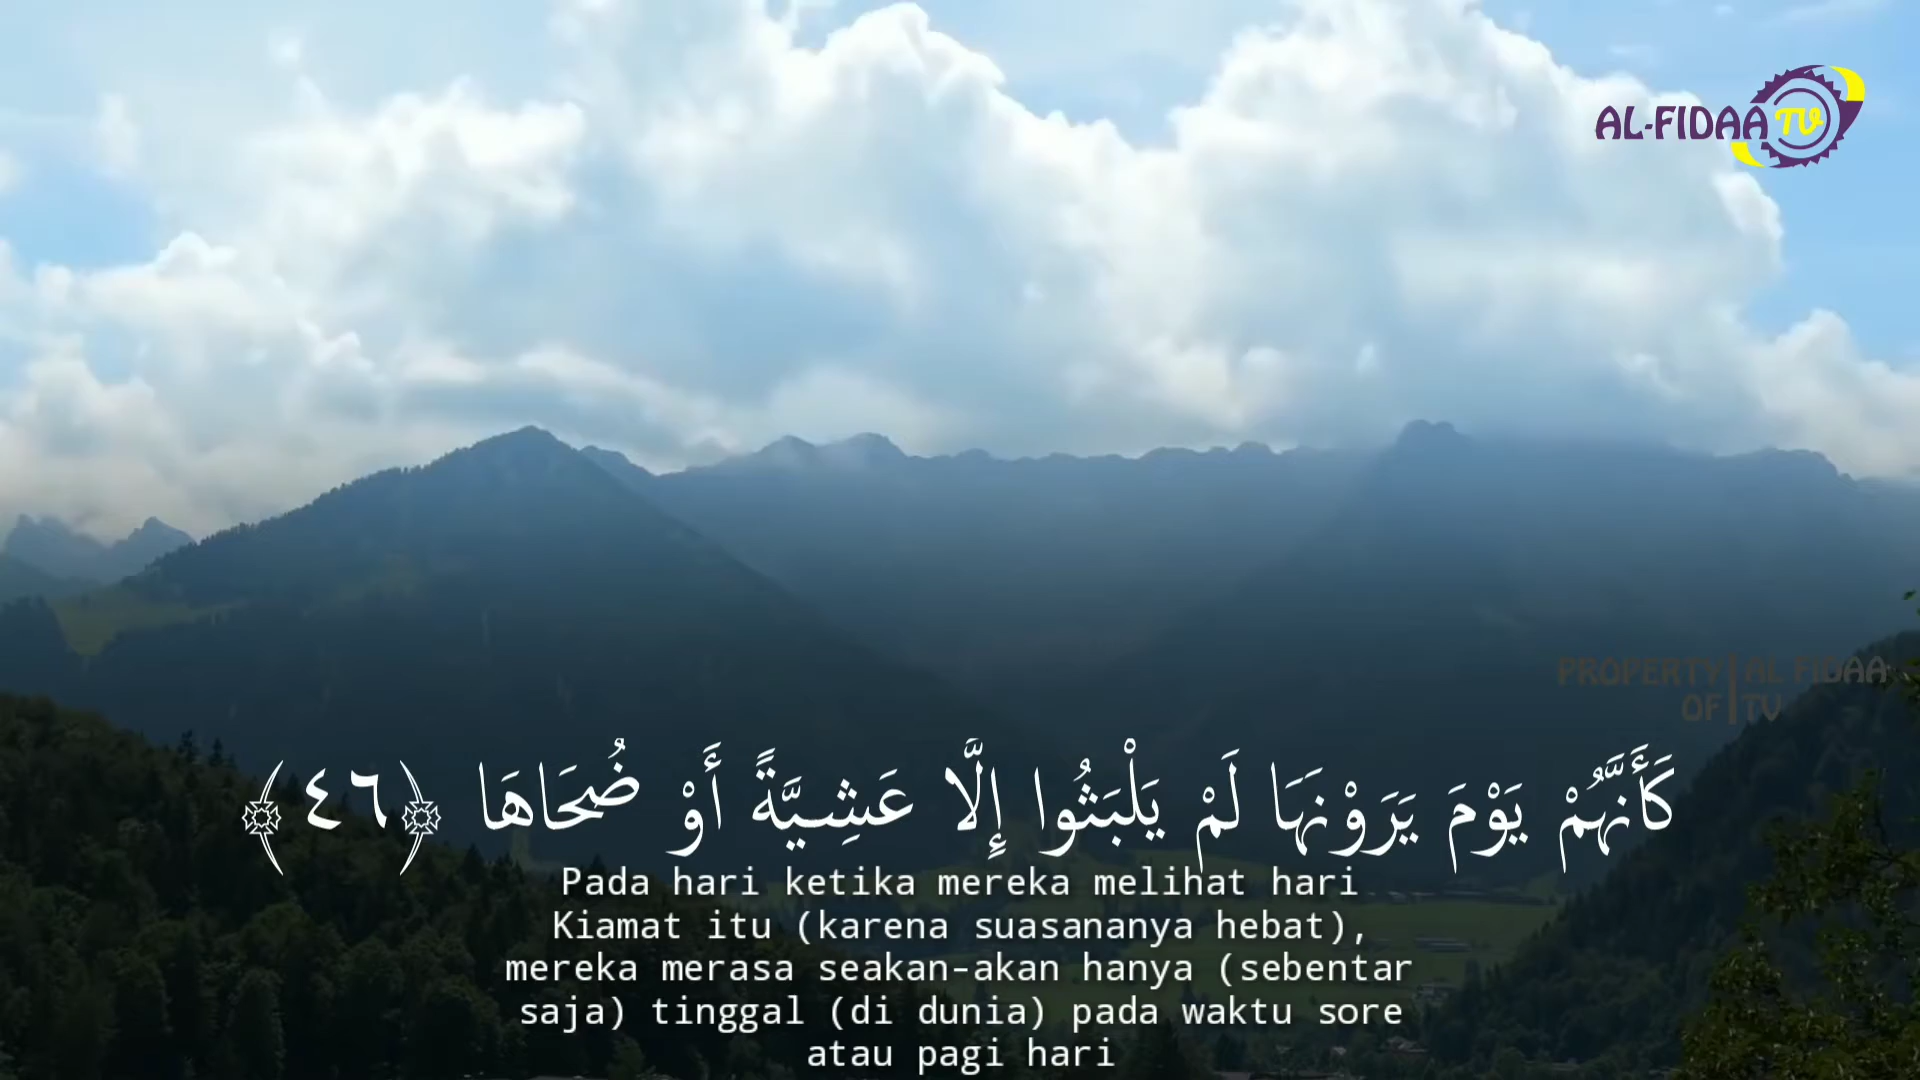 AL-FIDAA TV
PROPERTY OF | AL FIDAA TV
كَأَنَّهُمْ يَوْمَ يَرَوْنَهَا لَمْ يَلْبَثُوا إِلَّا عَشِيَّةً أَوْ ضُحَاهَا ﴿٤٦﴾
Pada hari ketika mereka melihat hari
Kiamat itu (karena suasananya hebat),
mereka merasa seakan-akan hanya (sebentar
saja) tinggal (di dunia) pada waktu sore
atau pagi hari